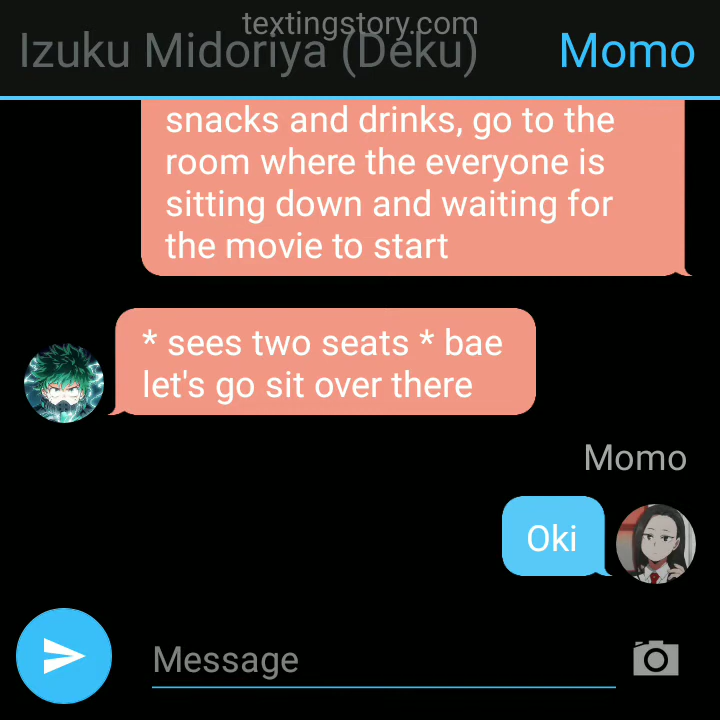 textingstory.com
Izuku Midoriya (Deku) Momo
snacks and drinks, go to the
room where the everyone is
sitting down and waiting for
the movie to start
* sees two seats * bae
let's go sit over there
Momo
Oki
Message